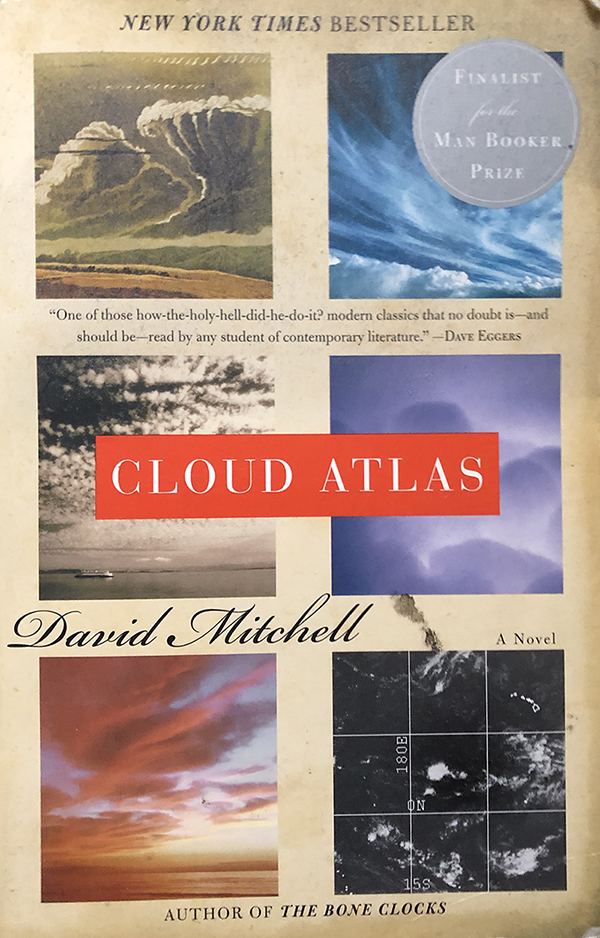 NEW YORK TIMES BESTSELLER
FINALIST
for the
MAN BOOKER
PRIZE
“One of those how-the-holy-hell-did-he-do-it? modern classics that no doubt is—and
should be—read by any student of contemporary literature.” —DAVE EGGERS
CLOUD ATLAS
David Mitchell
A Novel
180E
0N
15S
AUTHOR OF THE BONE CLOCKS